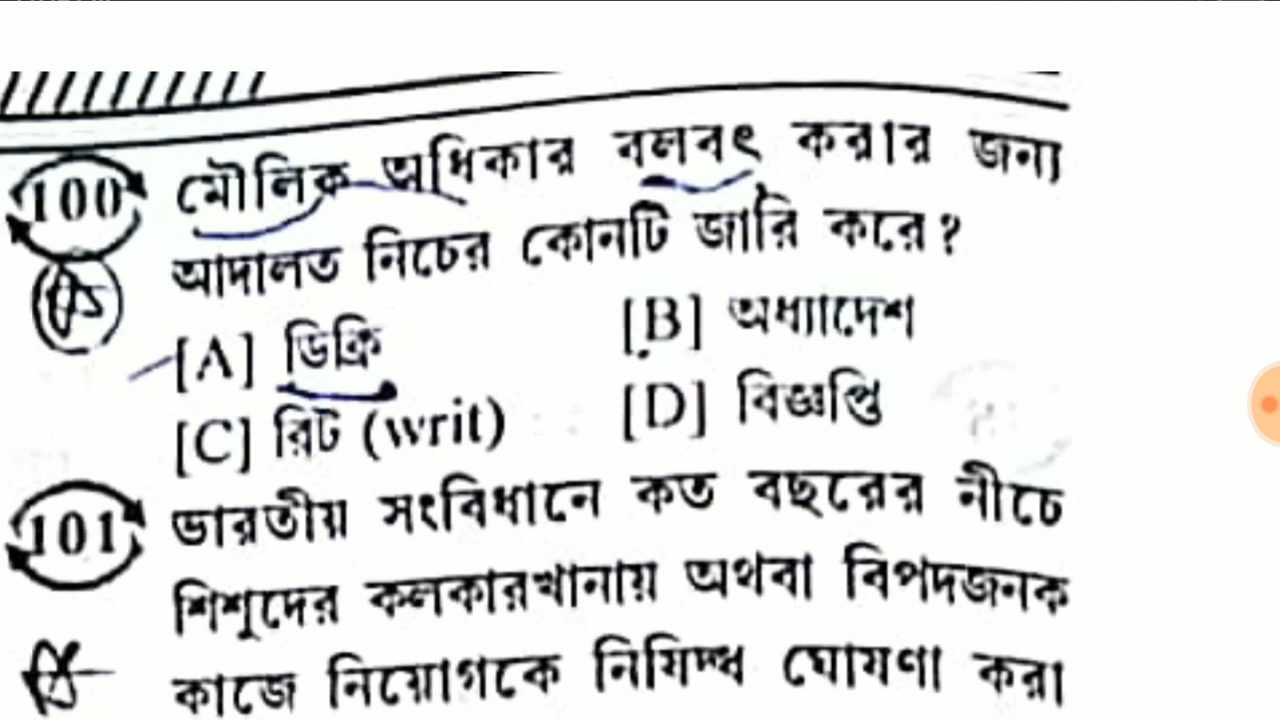 100 মৌলিক অধিকার বলবৎ করার জন্য
আদালত নিচের কোনটি জারি করে?
[A] ডিক্রি [B] অধ্যাদেশ
[C] রিট (writ) [D] বিজ্ঞপ্তি
101 ভারতীয় সংবিধানে কত বছরের নীচে
শিশুদের কলকারখানায় অথবা বিপদজনক
কাজে নিয়োগকে নিষিদ্ধ ঘোষণা করা